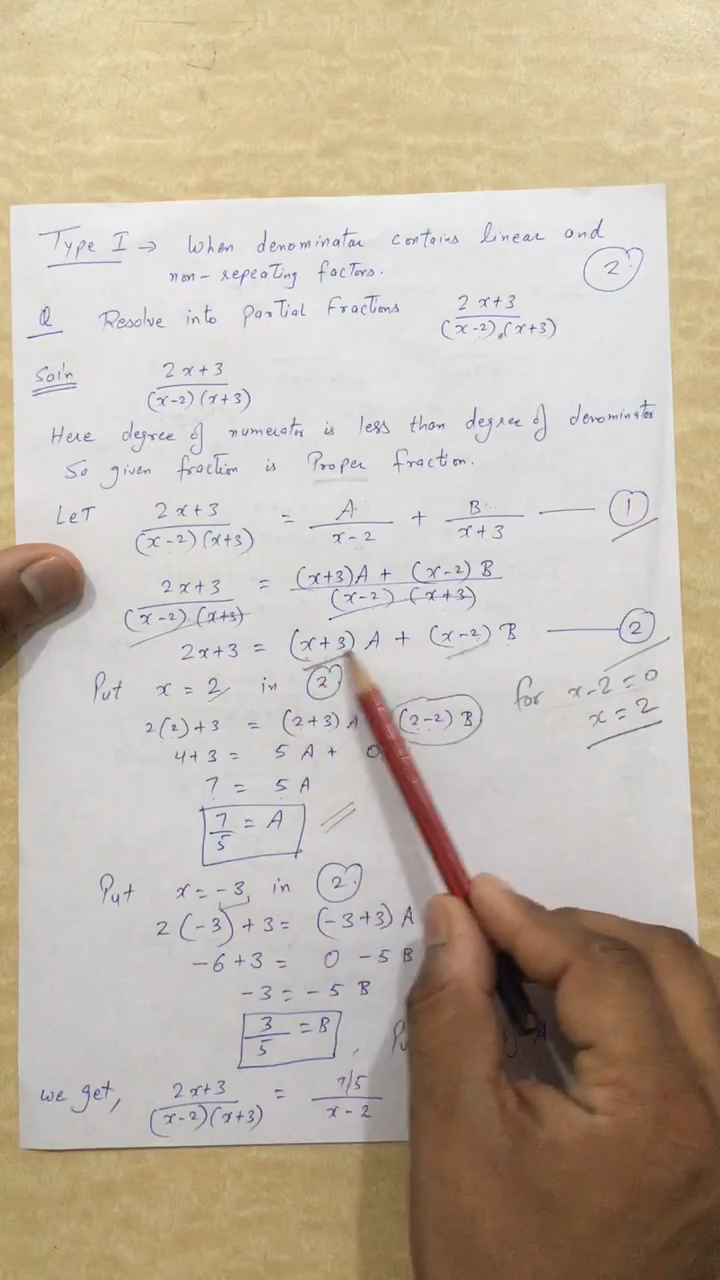 Type I → When denominator contains linear and
non-repeating factors.
2
Q Resolve into partial fractions 2x+3/(x-2)(x+3)
Soln 2x+3/(x-2)(x+3)
Here degree of numerator is less than degree of denominator
So given fraction is Proper fraction.
LeT 2x+3/(x-2)(x+3) = A/x-2 + B/x+3 — 1
2x+3/(x-2)(x+3) = (x+3)A + (x-2)B/(x-2)(x+3)
2x+3 = (x+3)A + (x-2)B — 2
Put x = 2 in 2
for x-2=0
x=2
2(2)+3 = (2+3)A (2-2)B
4+3 = 5A + 0
7 = 5A
7/5 = A
Put x=-3 in 2
2(-3)+3 = (-3+3)A
-6+3 = 0 -5B
-3 = -5B
3/5 = B , A
we get, 2x+3/(x-2)(x+3) = 7/5/x-2